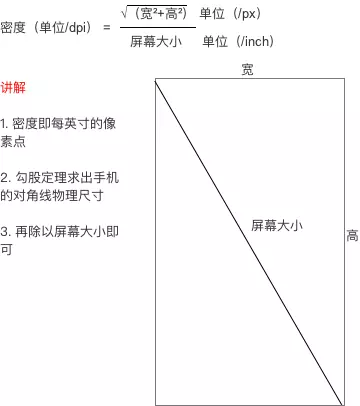 密度（单位/dpi） = √（宽²+高²） 单位（/px）
屏幕大小 单位（/inch）
讲解
1. 密度即每英寸的像
素点
2. 勾股定理求出手机
的对角线物理尺寸
3. 再除以屏幕大小即
可
宽
屏幕大小
高